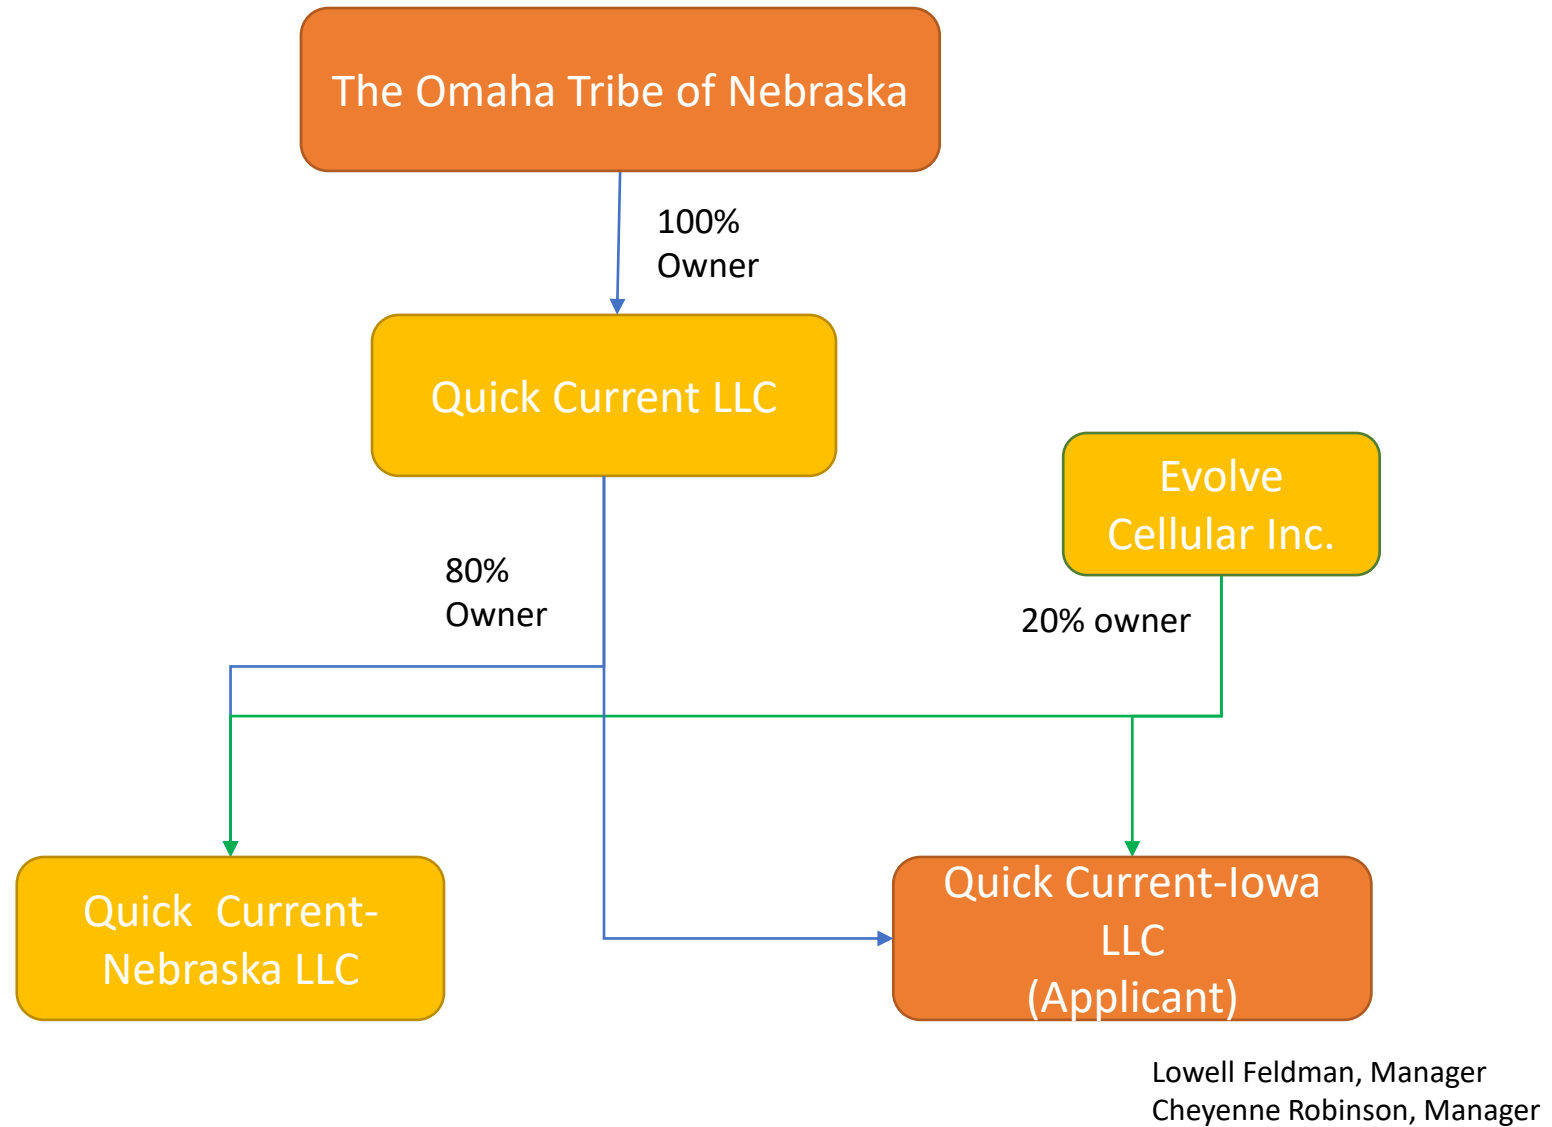 The Omaha Tribe of Nebraska
100%
Owner
Quick Current LLC
Evolve
Cellular Inc.
80%
Owner
20% owner
Quick  Current-
Nebraska LLC
Quick Current-Iowa
LLC
(Applicant)
Lowell Feldman, Manager
Cheyenne Robinson, Manager